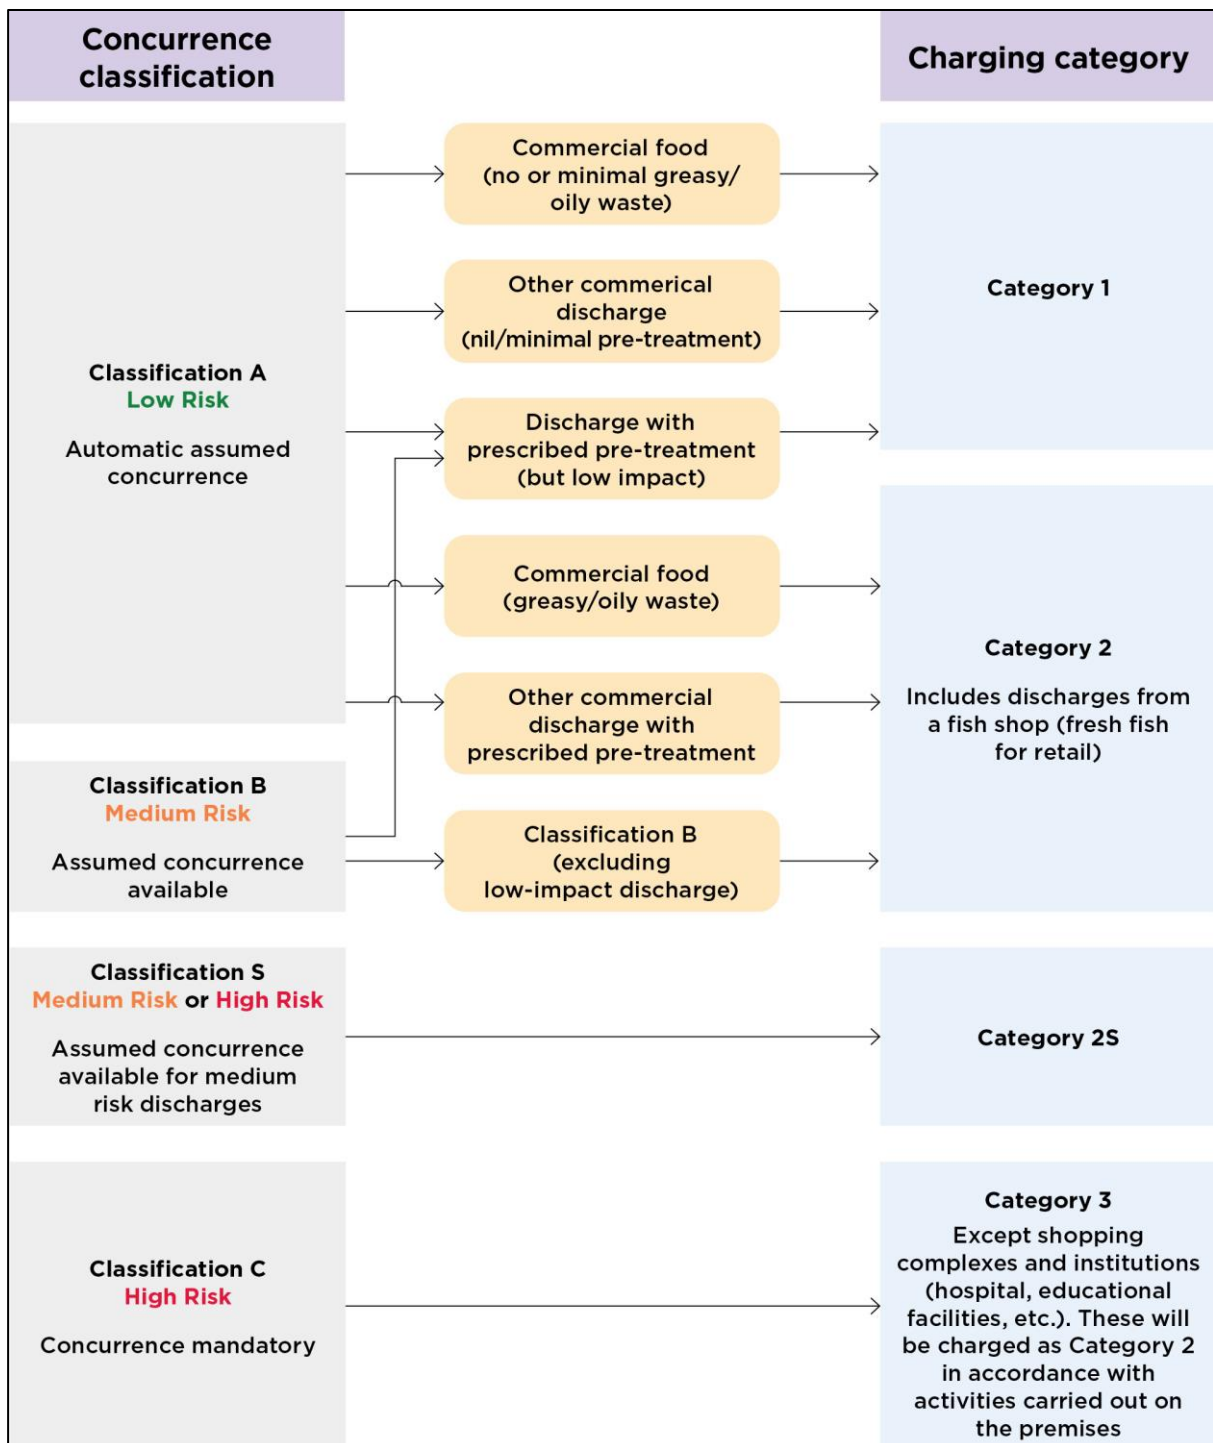 Concurrence
classification
Charging category
Classification A
Low Risk
Automatic assumed
concurrence
Commercial food
(no or minimal greasy/
oily waste)
Other commerical
discharge
(nil/minimal pre-treatment)
Discharge with
prescribed pre-treatment
(but low impact)
Category 1
Commercial food
(greasy/oily waste)
Other commercial
discharge with
prescribed pre-treatment
Classification B
Medium Risk
Assumed concurrence
available
Classification B
(excluding
low-impact discharge)
Category 2
Includes discharges from
a fish shop (fresh fish
for retail)
Classification S
Medium Risk or High Risk
Assumed concurrence
available for medium
risk discharges
Category 2S
Classification C
High Risk
Concurrence mandatory
Category 3
Except shopping
complexes and institutions
(hospital, educational
facilities, etc.). These will
be charged as Category 2
in accordance with
activities carried out on
the premises